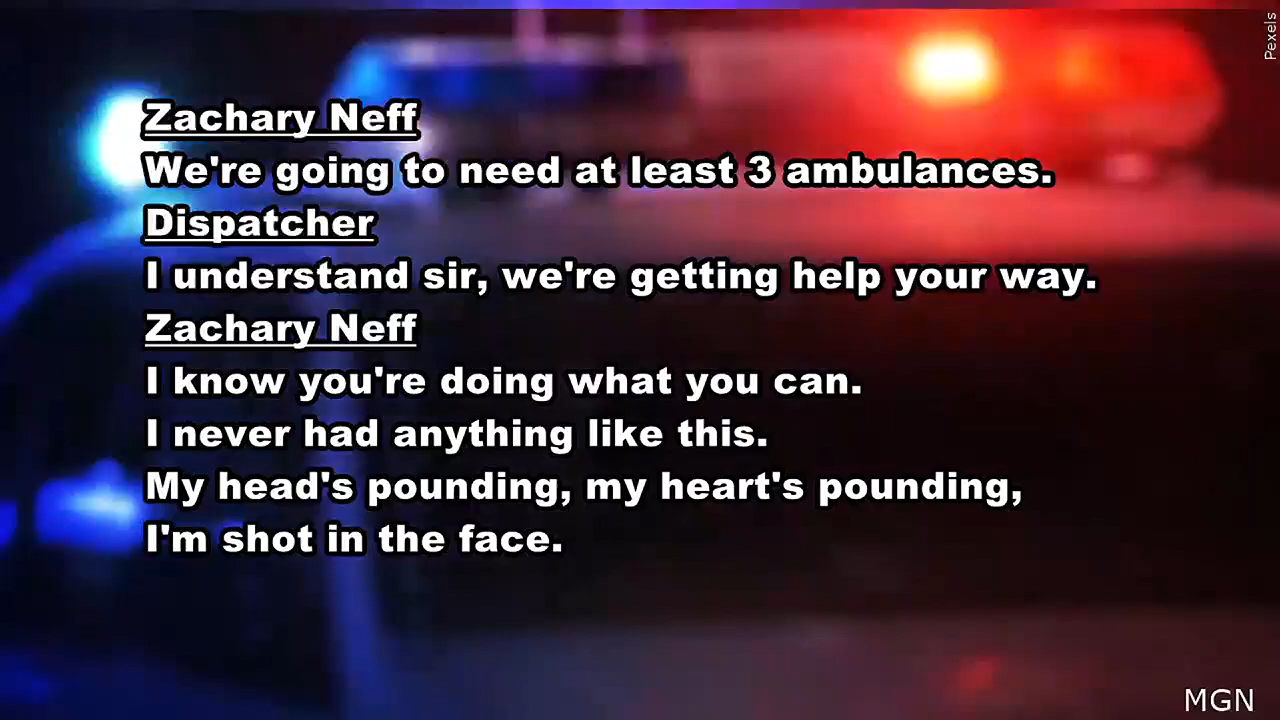 Pexels
Zachary Neff
We're going to need at least 3 ambulances.
Dispatcher
I understand sir, we're getting help your way.
Zachary Neff
I know you're doing what you can.
I never had anything like this.
My head's pounding, my heart's pounding,
I'm shot in the face.
MGN